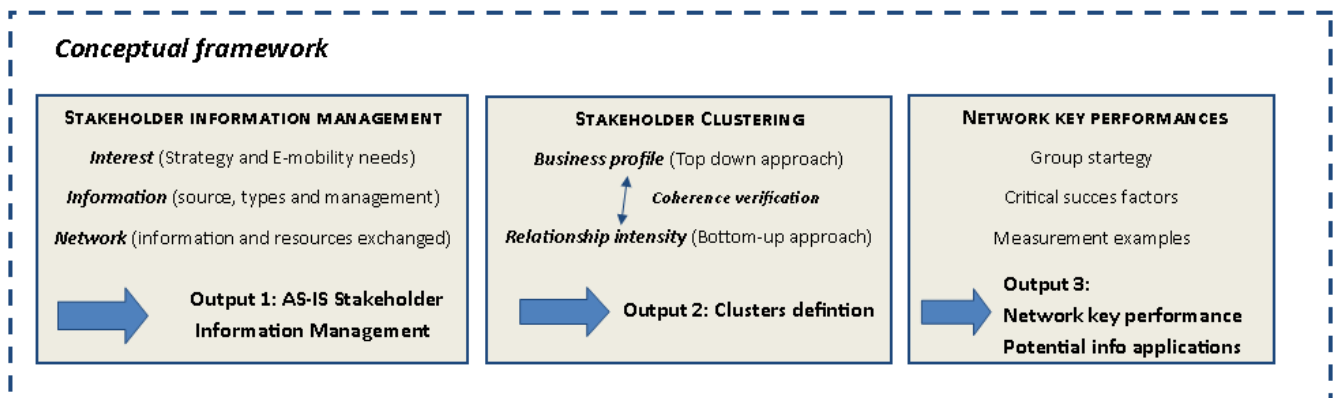 Conceptual framework
STAKEHOLDER INFORMATION MANAGEMENT
Interest (Strategy and E-mobility needs)
Information (source, types and management)
Network (information and resources exchanged)
Output 1: AS-IS Stakeholder
Information Management
STAKEHOLDER CLUSTERING
Business profile (Top down approach)
Coherence verification
Relationship intensity (Bottom-up approach)
Output 2: Clusters defintion
NETWORK KEY PERFORMANCES
Group startegy
Critical succes factors
Measurement examples
Output 3:
Network key performance
Potential info applications